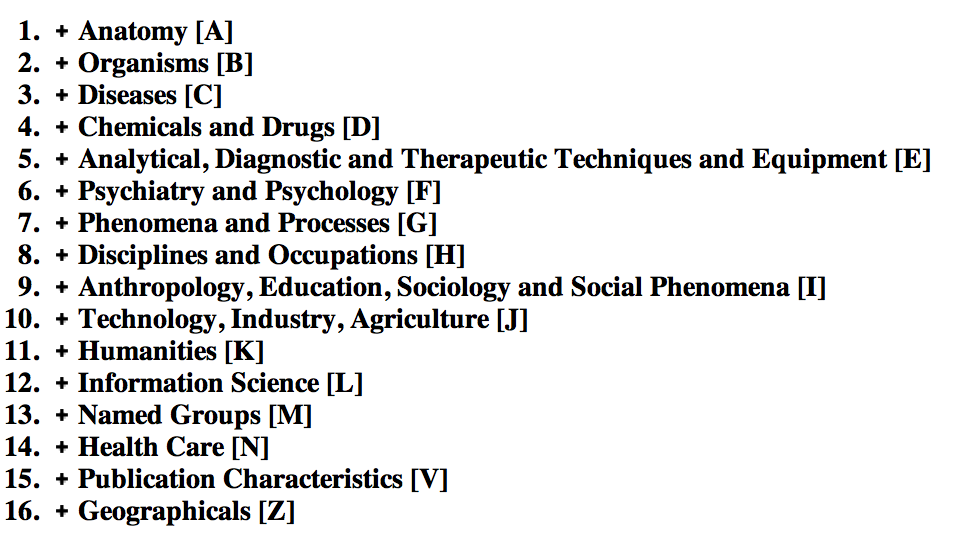 1. + Anatomy [A]
2. + Organisms [B]
3. + Diseases [C]
4. + Chemicals and Drugs [D]
5. + Analytical, Diagnostic and Therapeutic Techniques and Equipment [E]
6. + Psychiatry and Psychology [F]
7. + Phenomena and Processes [G]
8. + Disciplines and Occupations [H]
9. + Anthropology, Education, Sociology and Social Phenomena [I]
10. + Technology, Industry, Agriculture [J]
11. + Humanities [K]
12. + Information Science [L]
13. + Named Groups [M]
14. + Health Care [N]
15. + Publication Characteristics [V]
16. + Geographicals [Z]